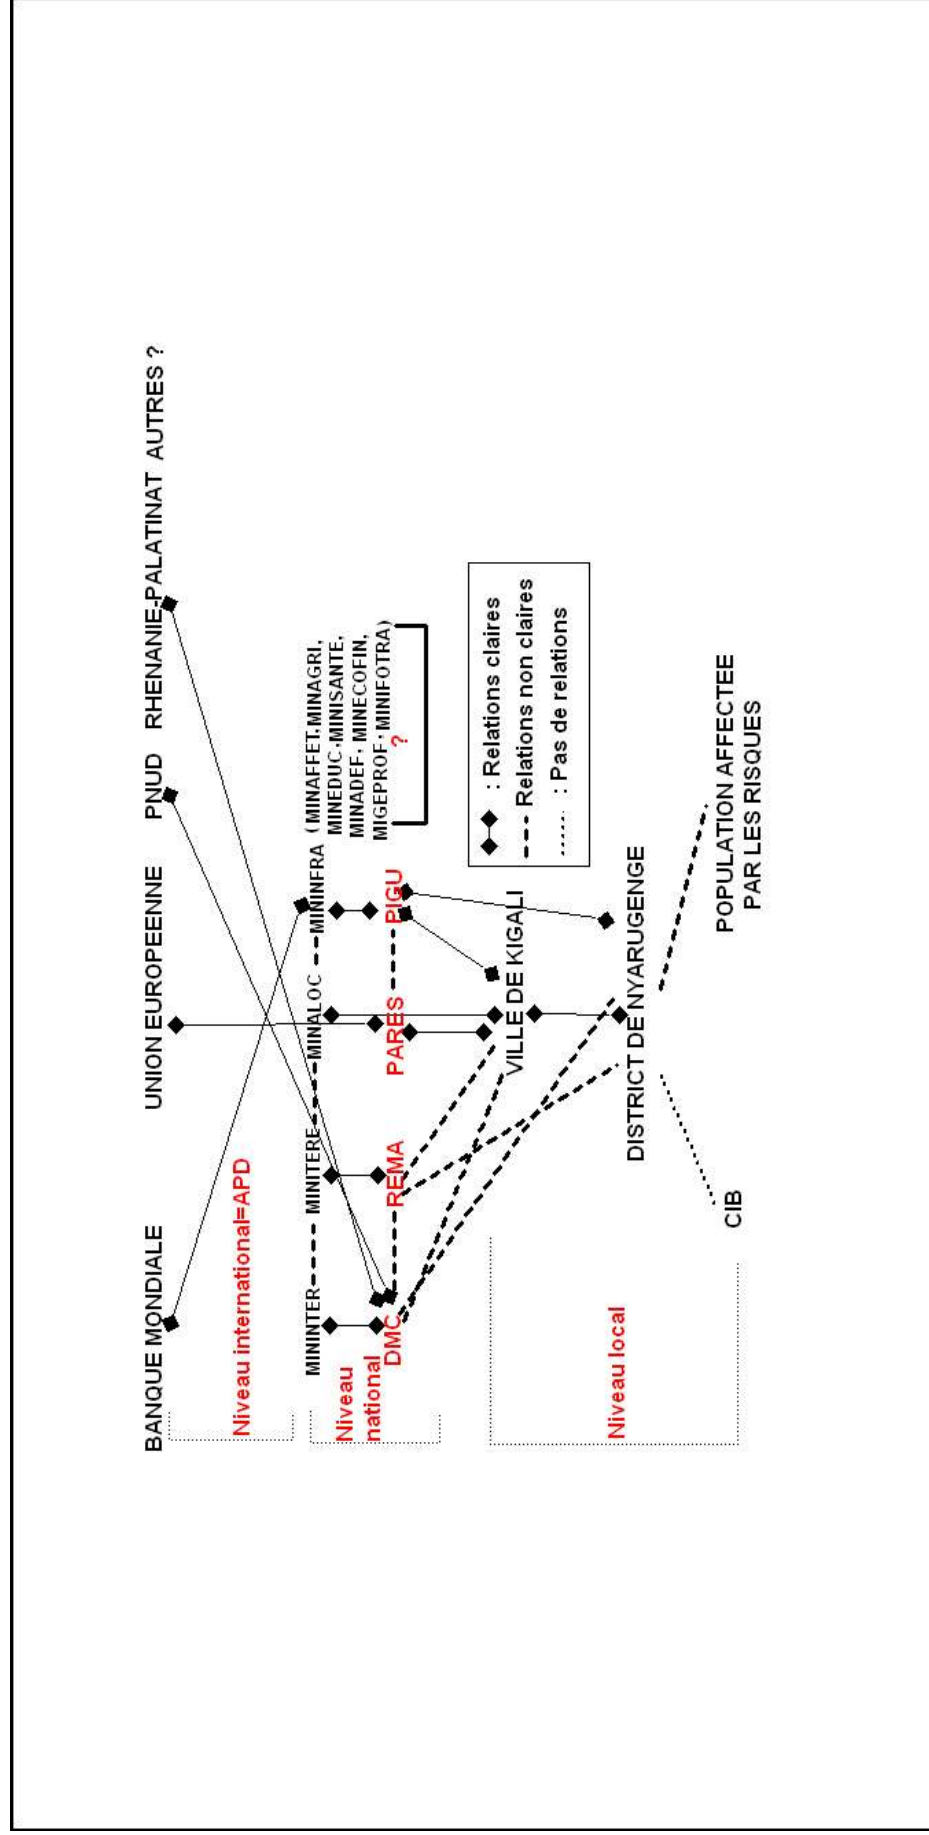 BANQUE MONDIALE
UNION EUROPEENNE
PNUD
RHENANIE-PALATINAT
AUTRES ?
Niveau international=APD
MININTER
MINITERE
MINALOC
MININFRA
(MINAFFET,MINAGRI,
MINEDUC,MINISANTE,
MINADEF, MINECOFIN,
MIGEPROF, MINIFOTRA)
?
Niveau
national
DMC
REMA
PARES
PIGU
: Relations claires
Relations non claires
: Pas de relations
VILLE DE KIGALI
Niveau local
DISTRICT DE NYARUGENGE
CIB
POPULATION AFFECTEE
PAR LES RISQUES